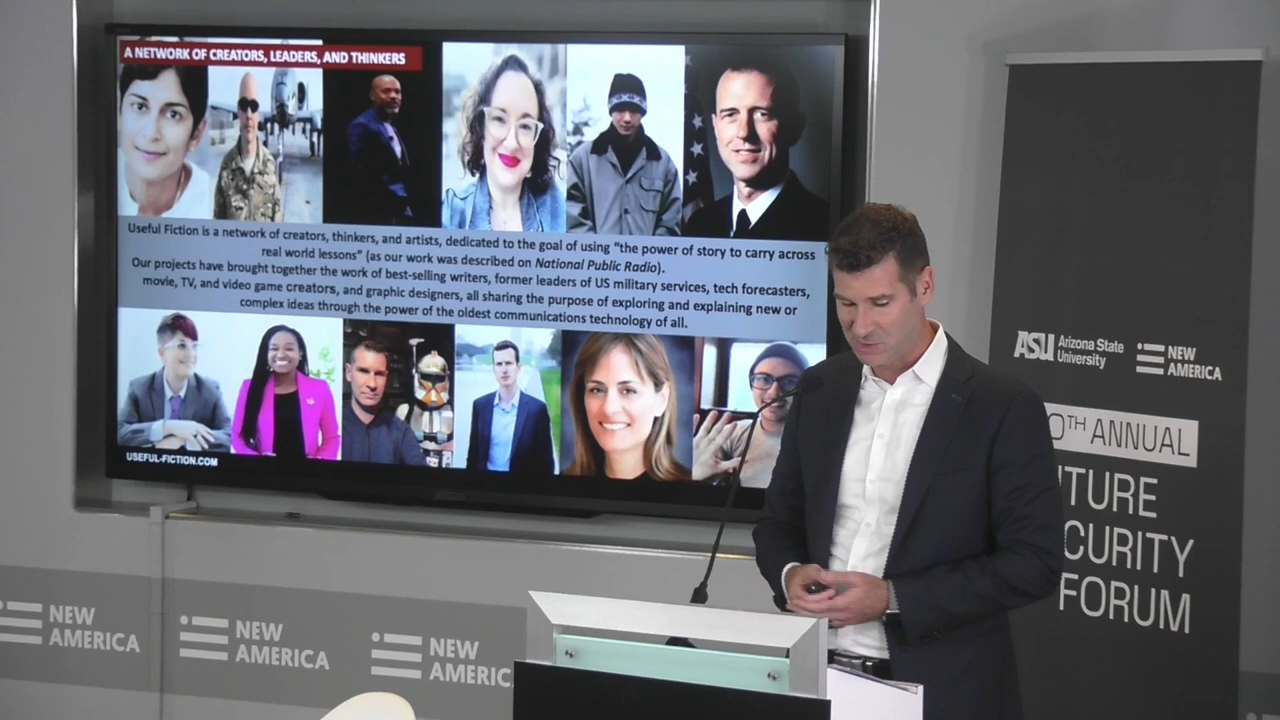 A NETWORK OF CREATORS, LEADERS, AND THINKERS
Useful Fiction is a network of creators, thinkers, and artists, dedicated to the goal of using “the power of story to carry across
real world lessons” (as our work was described on National Public Radio).
Our projects have brought together the work of best-selling writers, former leaders of US military services, tech forecasters,
movie, TV, and video game creators, and graphic designers, all sharing the purpose of exploring and explaining new or
complex ideas through the power of the oldest communications technology of all.
USEFUL-FICTION.COM
ASU Arizona State
University
NEW
AMERICA
0TH ANNUAL
TURE
CURITY
FORUM
NEW
AMERICA
NEW
AMERICA
NEW
AMERIC